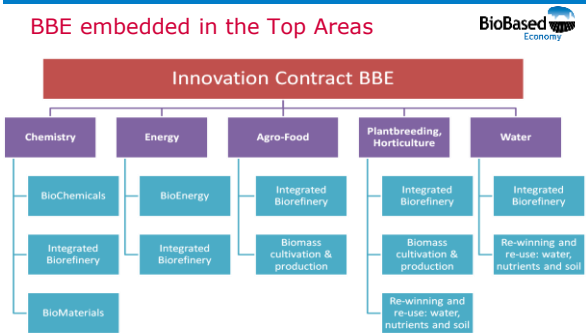 BBE embedded in the Top Areas
BioBased
Economy
Innovation Contract BBE
Chemistry
Energy
Agro-Food
Plantbreeding,
Horticulture
Water
BioChemicals
BioEnergy
Integrated
Biorefinery
Integrated
Biorefinery
Integrated
Biorefinery
Integrated
Biorefinery
Integrated
Biorefinery
Biomass
cultivation &
production
Biomass
cultivation &
production
Re-winning and
re-use: water,
nutrients and soil
BioMaterials
Re-winning and
re-use: water,
nutrients and soil